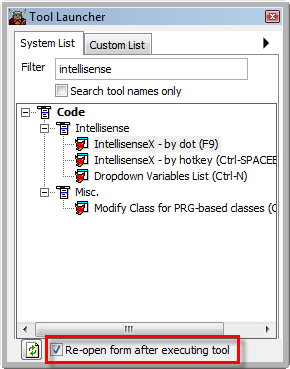 Tool Launcher
System List
Custom List
Filter
intellisense
Search tool names only
Code
Intellisense
IntellisenseX - by dot (F9)
IntellisenseX - by hotkey (Ctrl-SPACEB
Dropdown Variables List (Ctrl-N)
Misc.
Modify Class for PRG-based classes (C
Re-open form after executing tool